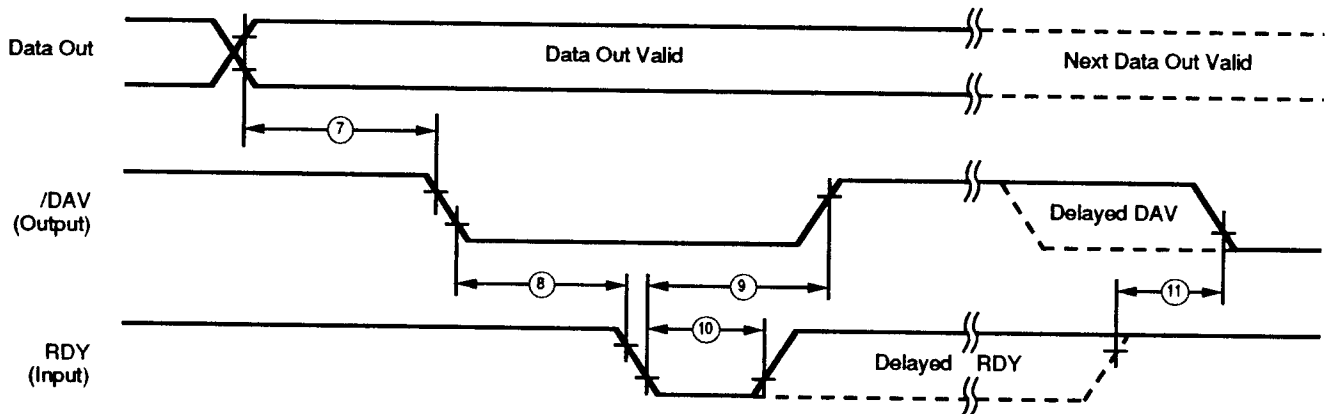 Data Out
Data Out Valid
Next Data Out Valid
7
/DAV
(Output)
Delayed DAV
8
9
11
10
RDY
(Input)
Delayed RDY